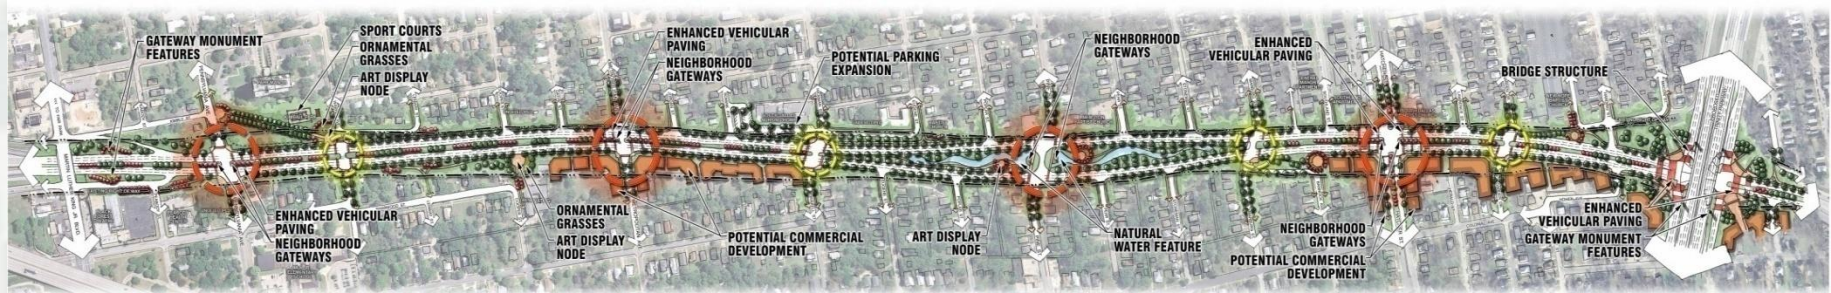 GATEWAY MONUMENT
FEATURES
SPORT COURTS
ORNAMENTAL
GRASSES
ART DISPLAY
NODE
ENHANCED VEHICULAR
PAVING
NEIGHBORHOOD
GATEWAYS
POTENTIAL PARKING
EXPANSION
NEIGHBORHOOD
GATEWAYS
ENHANCED
VEHICULAR PAVING
BRIDGE STRUCTURE
ENHANCED VEHICULAR
PAVING
NEIGHBORHOOD
GATEWAYS
ORNAMENTAL
GRASSES
ART DISPLAY
NODE
POTENTIAL COMMERCIAL
DEVELOPMENT
ART DISPLAY
NODE
NATURAL
WATER FEATURE
NEIGHBORHOOD
GATEWAYS
POTENTIAL COMMERCIAL
DEVELOPMENT
ENHANCED
VEHICULAR PAVING
GATEWAY MONUMENT
FEATURES